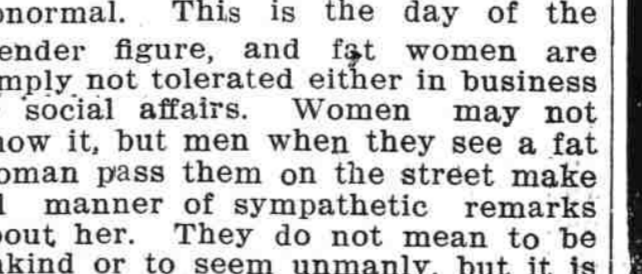 bnormal. This is the day of the
ender figure, and fat women are
mply not tolerated either in business
social affairs. Women may not
now it, but men when they see a fat
oman pass them on the street make
l manner of sympathetic remarks
bout her. They do not mean to be
nkind or to seem unmanly, but it is